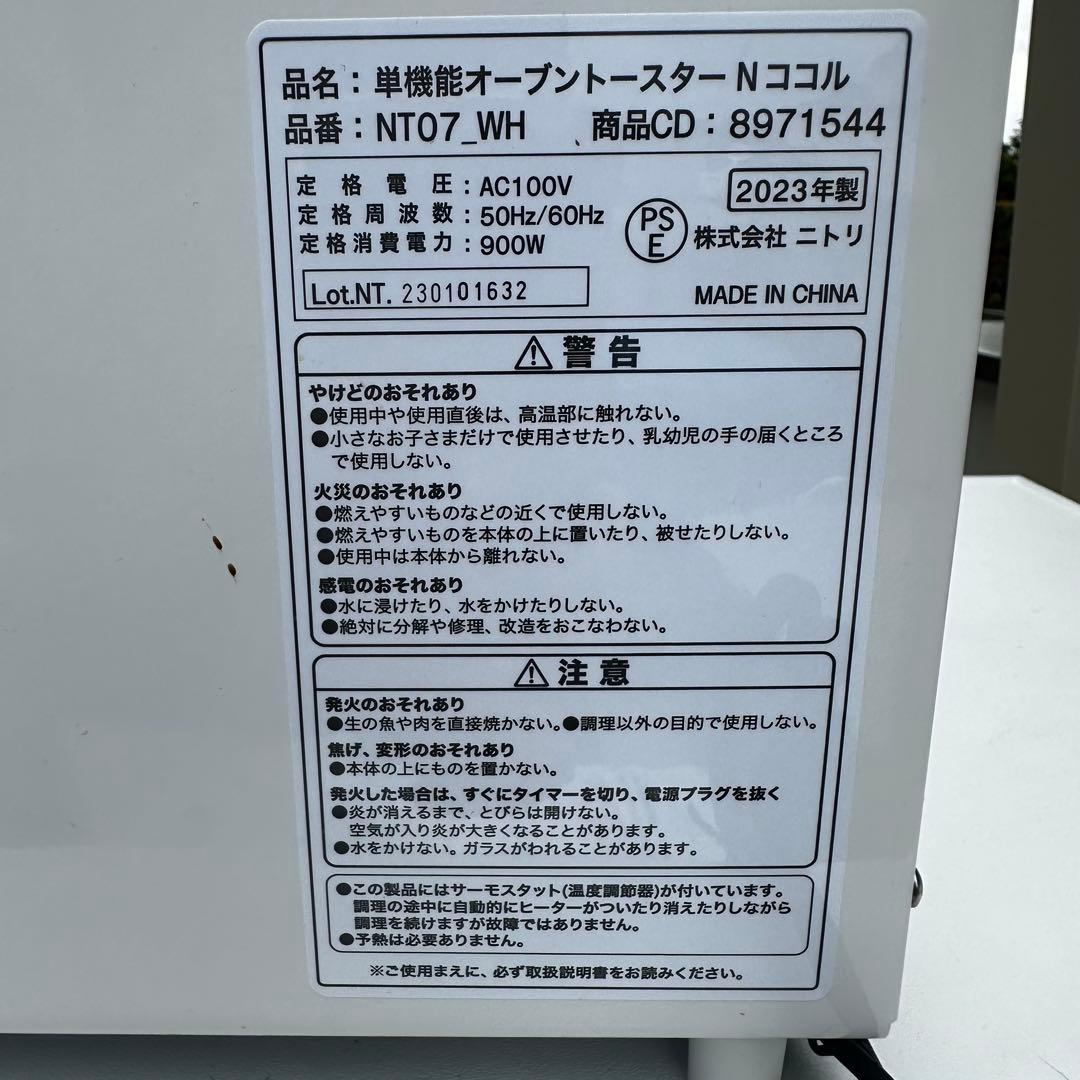 品名：単機能オーブントースターNココル
品番：NT07_WH 商品CD：8971544
定格電圧：AC100V
定格周波数：50Hz/60Hz
定格消費電力：900W
PS
E
2023年製
株式会社 ニトリ
Lot.NT. 230101632
MADE IN CHINA
⚠警告
やけどのおそれあり
●使用中や使用直後は、高温部に触れない。
●小さなお子さまだけで使用させたり、乳幼児の手の届くところ
で使用しない。
火災のおそれあり
●燃えやすいものなどの近くで使用しない。
●燃えやすいものを本体の上に置いたり、被せたりしない。
●使用中は本体から離れない。
感電のおそれあり
●水に浸けたり、水をかけたりしない。
●絶対に分解や修理、改造をおこなわない。
⚠注意
発火のおそれあり
●生の魚や肉を直接焼かない。●調理以外の目的で使用しない。
焦げ、変形のおそれあり
●本体の上にものを置かない。
発火した場合は、すぐにタイマーを切り、電源プラグを抜く
●炎が消えるまで、とびらは開けない。
空気が入り炎が大きくなることがあります。
●水をかけない。ガラスがわれることがあります。
●この製品にはサーモスタット(温度調節器)が付いています。
調理の途中に自動的にヒーターがついたり消えたりしながら
調理を続けますが故障ではありません。
●予熱は必要ありません。
※ご使用まえに、必ず取扱説明書をお読みください。